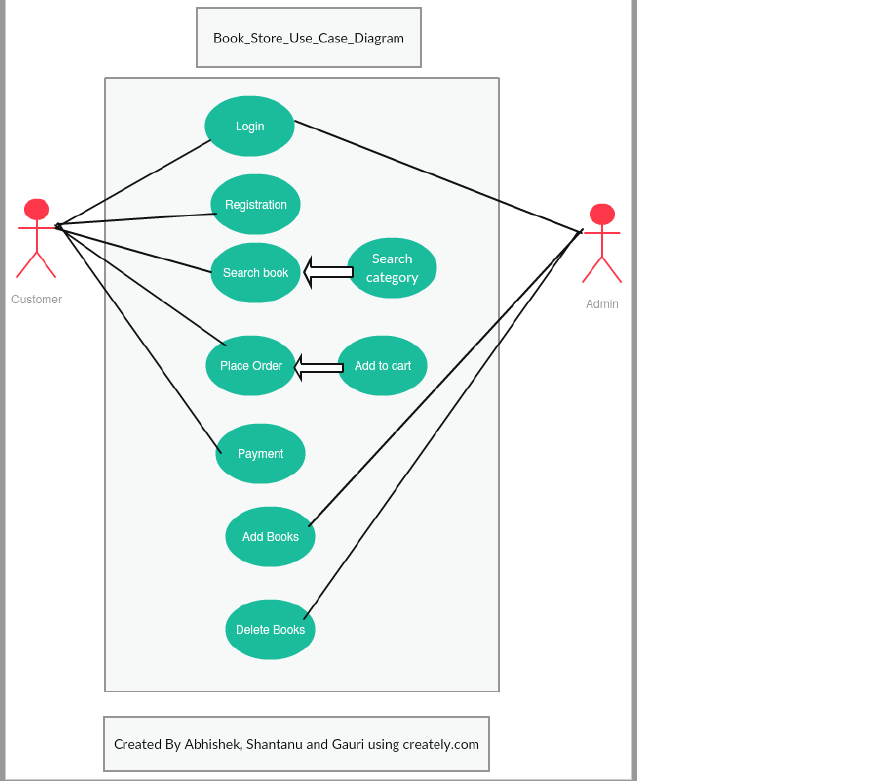 Book_Store_Use_Case_Diagram
Login
Registration
Search book
Search
category
Customer
Admin
Place Order
Add to cart
Payment
Add Books
Delete Books
Created By Abhishek, Shantanu and Gauri using creately.com